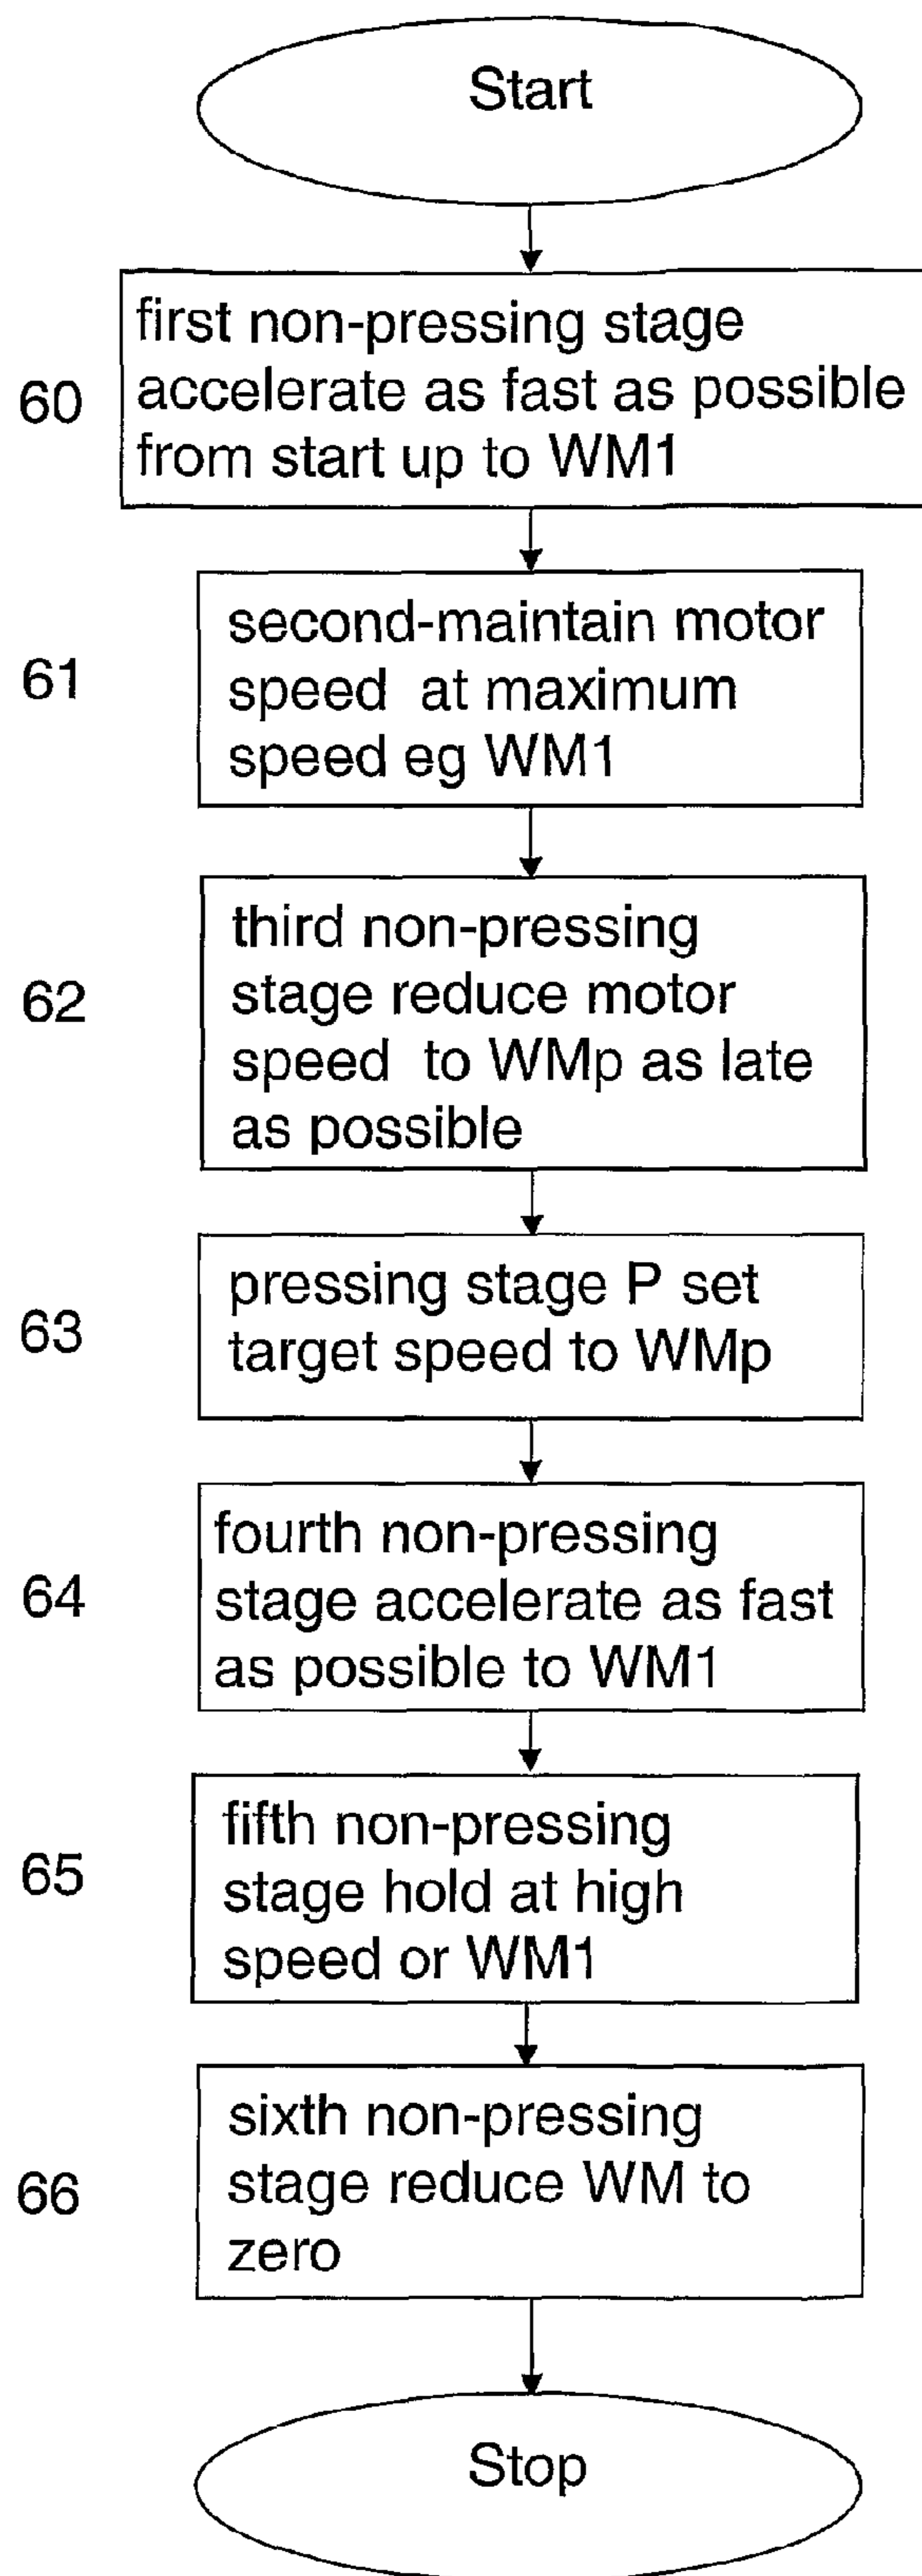 Start
60
first non-pressing stage
accelerate as fast as possible
from start up to WM1
61
second-maintain motor
speed at maximum
speed eg WM1
62
third non-pressing
stage reduce motor
speed to WMp as late
as possible
63
pressing stage P set
target speed to WMp
64
fourth non-pressing
stage accelerate as fast
as possible to WM1
65
fifth non-pressing
stage hold at high
speed or WM1
66
sixth non-pressing
stage reduce WM to
zero
Stop